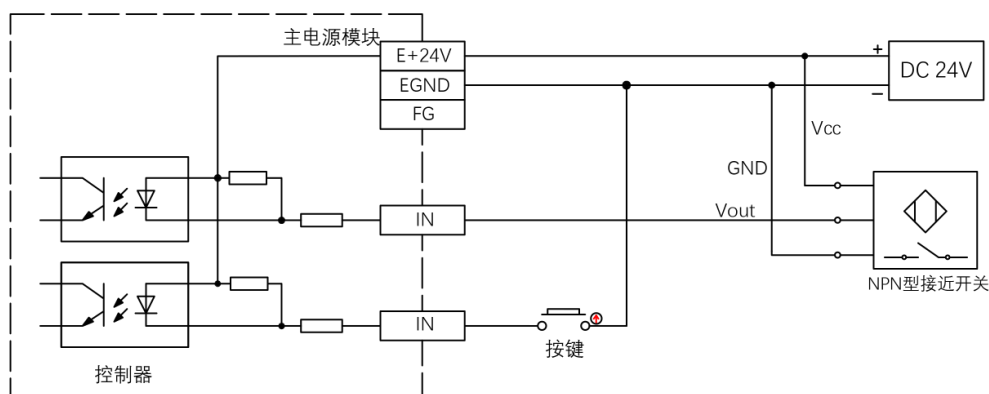 主电源模块
E+24V
+
DC 24V
EGND
−
FG
Vcc
GND
IN
Vout
NPN型接近开关
IN
按键
控制器